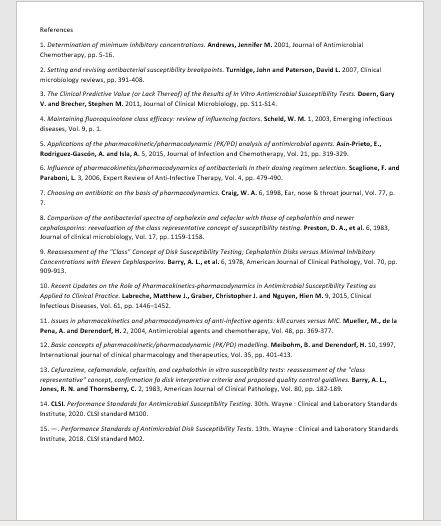 References
1. Determination of minimum inhibitory concentrations. Andrews, Jennifer M. 2001, Journal of Antimicrobial
Chemotherapy, pp. 5-16.
2. Setting and revising antibacterial susceptibility breakpoints. Turnidge, John and Paterson, David L. 2007, Clinical
microbiology reviews, pp. 391-408.
3. The Clinical Predictive Value (or Lack Thereof) of the Results of In Vitro Antimicrobial Susceptibility Tests. Doern, Gary
V. and Brecher, Stephen M. 2011, Journal of Clinical Microbiology, pp. S11-S14.
4. Maintaining fluoroquinolone class efficacy: review of influencing factors. Scheld, W. M. 1, 2003, Emerging infectious
diseases, Vol. 9, p. 1.
5. Applications of the pharmacokinetic/pharmacodynamic (PK/PD) analysis of antimicrobial agents. Asín-Prieto, E.,
Rodríguez-Gascón, A. and Isla, A. 5, 2015, Journal of Infection and Chemotherapy, Vol. 21, pp. 319-329.
6. Influence of pharmacokinetics/pharmacodynamics of antibacterials in their dosing regimen selection. Scaglione, F. and
Paraboni, L. 3, 2006, Expert Review of Anti-Infective Therapy, Vol. 4, pp. 479-490.
7. Choosing an antibiotic on the basis of pharmacodynamics. Craig, W. A. 6, 1998, Ear, nose & throat journal, Vol. 77, p.
7.
8. Comparison of the antibacterial spectra of cephalexin and cefaclor with those of cephalothin and newer
cephalosporins: reevaluation of the class representative concept of susceptibility testing. Preston, D. A., et al. 6, 1983,
Journal of clinical microbiology, Vol. 17, pp. 1159-1158.
9. Reassessment of the "Class" Concept of Disk Susceptibility Testing; Cephalothin Disks versus Minimal Inhibitory
Concentrations with Eleven Cephalosporins. Barry, A. L., et al. 6, 1978, American Journal of Clinical Pathology, Vol. 70, pp.
909-913.
10. Recent Updates on the Role of Pharmacokinetics-pharmacodynamics in Antimicrobial Susceptibility Testing as
Applied to Clinical Practice. Labreche, Matthew J., Graber, Christopher J. and Nguyen, Hien M. 9, 2015, Clinical
Infectious Diseases, Vol. 61, pp. 1446–1452.
11. Issues in pharmacokinetics and pharmacodynamics of anti-infective agents: kill curves versus MIC. Mueller, M., de la
Pena, A. and Derendorf, H. 2, 2004, Antimicrobial agents and chemotherapy, Vol. 48, pp. 369-377.
12. Basic concepts of pharmacokinetic/pharmacodynamic (PK/PD) modelling. Meibohm, B. and Derendorf, H. 10, 1997,
International journal of clinical pharmacology and therapeutics, Vol. 35, pp. 401-413.
13. Cefurazime, cefamandole, cefoxitin, and cephalothin in vitro susceptibility tests: reassessment of the "class
representative" concept, confirmation fo disk interpretive criteria and proposed quality control guidlines. Barry, A. L.,
Jones, R. N. and Thornsberry, C. 2, 1983, American Journal of Clinical Pathology, Vol. 80, pp. 182-189.
14. CLSI. Performance Standards for Antimicrobial Susceptibility Testing. 30th. Wayne : Clinical and Laboratory Standards
Institute, 2020. CLSI standard M100.
15. —. Performance Standards of Antimicrobial Disk Susceptibility Tests. 13th. Wayne : Clinical and Laboratory Standards
Institute, 2018. CLSI standard M02.